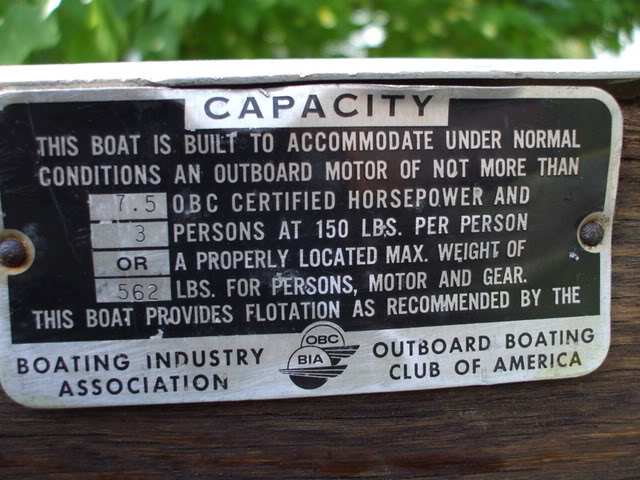 CAPACITY
THIS BOAT IS BUILT TO ACCOMMODATE UNDER NORMAL
CONDITIONS AN OUTBOARD MOTOR OF NOT MORE THAN
7.5 OBC CERTIFIED HORSEPOWER AND
3 PERSONS AT 150 LBS. PER PERSON
OR A PROPERLY LOCATED MAX. WEIGHT OF
562 LBS. FOR PERSONS, MOTOR AND GEAR.
THIS BOAT PROVIDES FLOTATION AS RECOMMENDED BY THE
BOATING INDUSTRY
ASSOCIATION
OBC
BIA
OUTBOARD BOATING
CLUB OF AMERICA